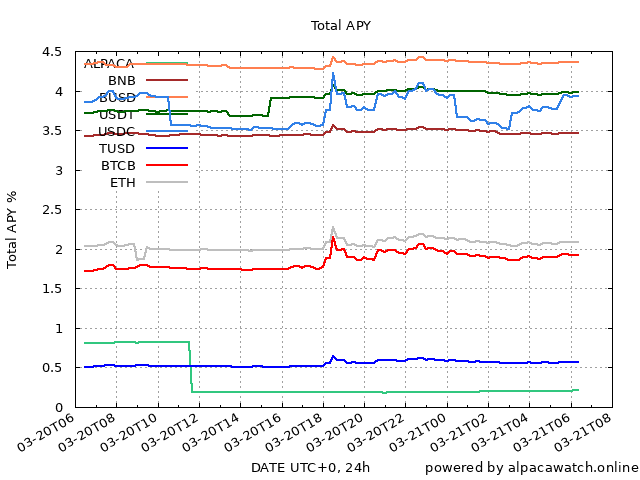 Total APY
4.5
4
3.5
3
2.5
2
1.5
1
0.5
0
Total APY %
ALPACA
BNB
BUSD
USDT
USDC
TUSD
BTCB
ETH
03-20T06
03-20T08
03-20T10
03-20T12
03-20T14
03-20T16
03-20T18
03-20T20
03-20T22
03-21T00
03-21T02
03-21T04
03-21T06
03-21T08
DATE UTC+0, 24h
powered by alpacawatch.online